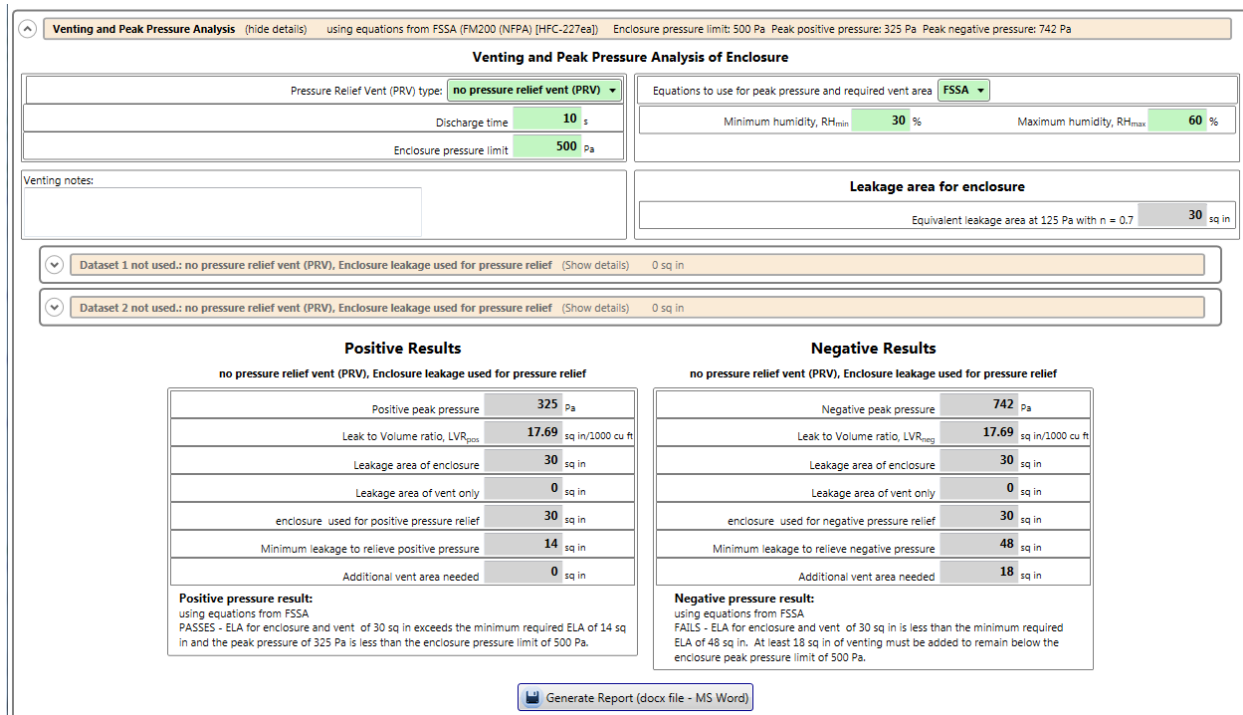 Venting and Peak Pressure Analysis (hide details) using equations from FSSA (FM200 (NFPA) [HFC-227ea]) Enclosure pressure limit: 500 Pa Peak positive pressure: 325 Pa Peak negative pressure: 742 Pa
Venting and Peak Pressure Analysis of Enclosure
Pressure Relief Vent (PRV) type: no pressure relief vent (PRV)
Discharge time 10 s
Enclosure pressure limit 500 Pa
Equations to use for peak pressure and required vent area FSSA
Minimum humidity, RHmin 30 % Maximum humidity, RHmax 60 %
Venting notes:
Leakage area for enclosure
Equivalent leakage area at 125 Pa with n = 0.7 30 sq in
Dataset 1 not used.: no pressure relief vent (PRV), Enclosure leakage used for pressure relief (Show details) 0 sq in
Dataset 2 not used.: no pressure relief vent (PRV), Enclosure leakage used for pressure relief (Show details) 0 sq in
Positive Results
no pressure relief vent (PRV), Enclosure leakage used for pressure relief
Positive peak pressure 325 Pa
Leak to Volume ratio, LVRpos 17.69 sq in/1000 cu ft
Leakage area of enclosure 30 sq in
Leakage area of vent only 0 sq in
enclosure used for positive pressure relief 30 sq in
Minimum leakage to relieve positive pressure 14 sq in
Additional vent area needed 0 sq in
Positive pressure result:
using equations from FSSA
PASSES - ELA for enclosure and vent of 30 sq in exceeds the minimum required ELA of 14 sq
in and the peak pressure of 325 Pa is less than the enclosure pressure limit of 500 Pa.
Negative Results
no pressure relief vent (PRV), Enclosure leakage used for pressure relief
Negative peak pressure 742 Pa
Leak to Volume ratio, LVRneg 17.69 sq in/1000 cu ft
Leakage area of enclosure 30 sq in
Leakage area of vent only 0 sq in
enclosure used for negative pressure relief 30 sq in
Minimum leakage to relieve negative pressure 48 sq in
Additional vent area needed 18 sq in
Negative pressure result:
using equations from FSSA
FAILS - ELA for enclosure and vent of 30 sq in is less than the minimum required
ELA of 48 sq in. At least 18 sq in of venting must be added to remain below the
enclosure peak pressure limit of 500 Pa.
Generate Report (docx file - MS Word)